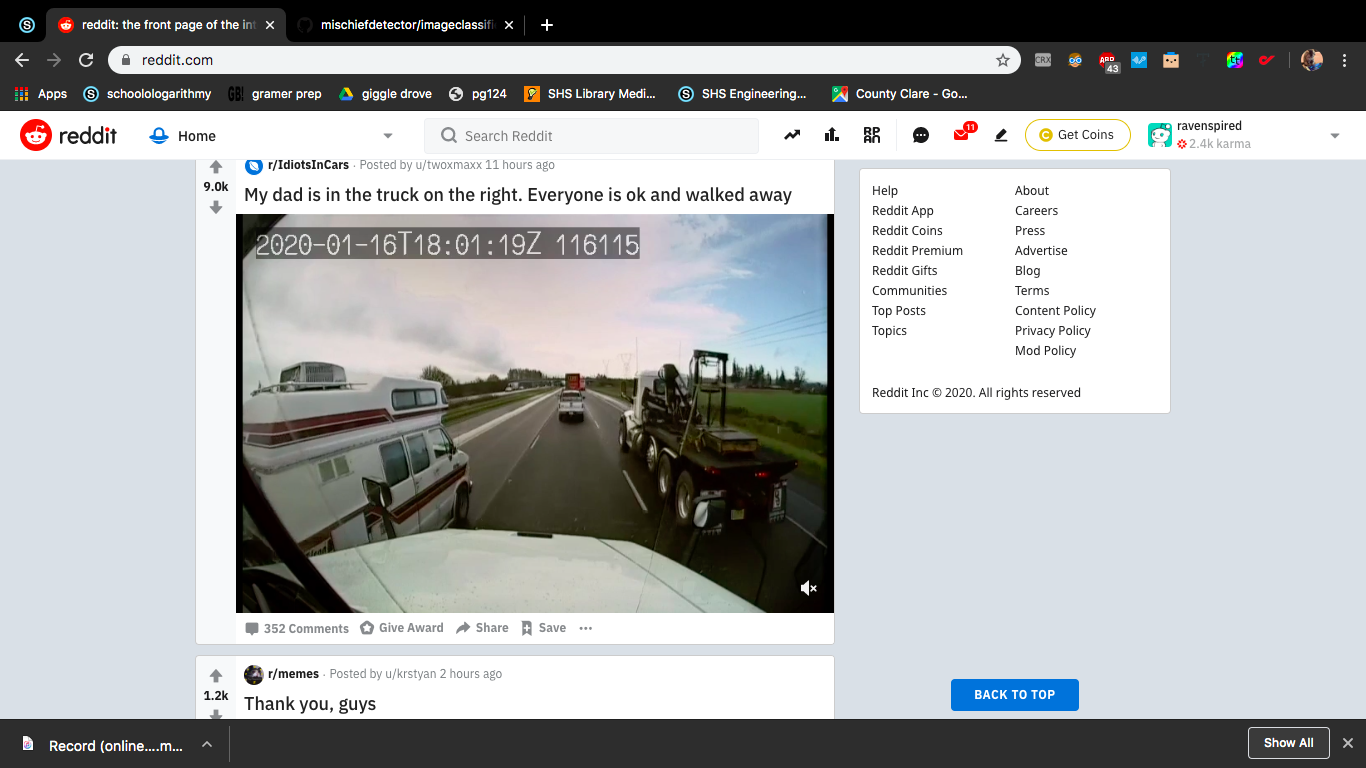 reddit: the front page of the int
mischiefdetector/imageclassifi
reddit.com
CRX
ABP
43
Apps
schoolologarithmy
GB!
gramer prep
giggle drove
pg124
SHS Library Medi...
SHS Engineering...
County Clare - Go...
reddit
Home
Search Reddit
RP
AN
11
Get Coins
ravenspired
2.4k karma
r/IdiotsInCars · Posted by u/twoxmaxx 11 hours ago
9.0k
My dad is in the truck on the right. Everyone is ok and walked away
2020-01-16T18:01:19Z 116115
352 Comments
Give Award
Share
Save
r/memes · Posted by u/krstyan 2 hours ago
1.2k
Thank you, guys
Help
About
Reddit App
Careers
Reddit Coins
Press
Reddit Premium
Advertise
Reddit Gifts
Blog
Communities
Terms
Top Posts
Content Policy
Topics
Privacy Policy
Mod Policy
Reddit Inc © 2020. All rights reserved
BACK TO TOP
Record (online....m...
Show All